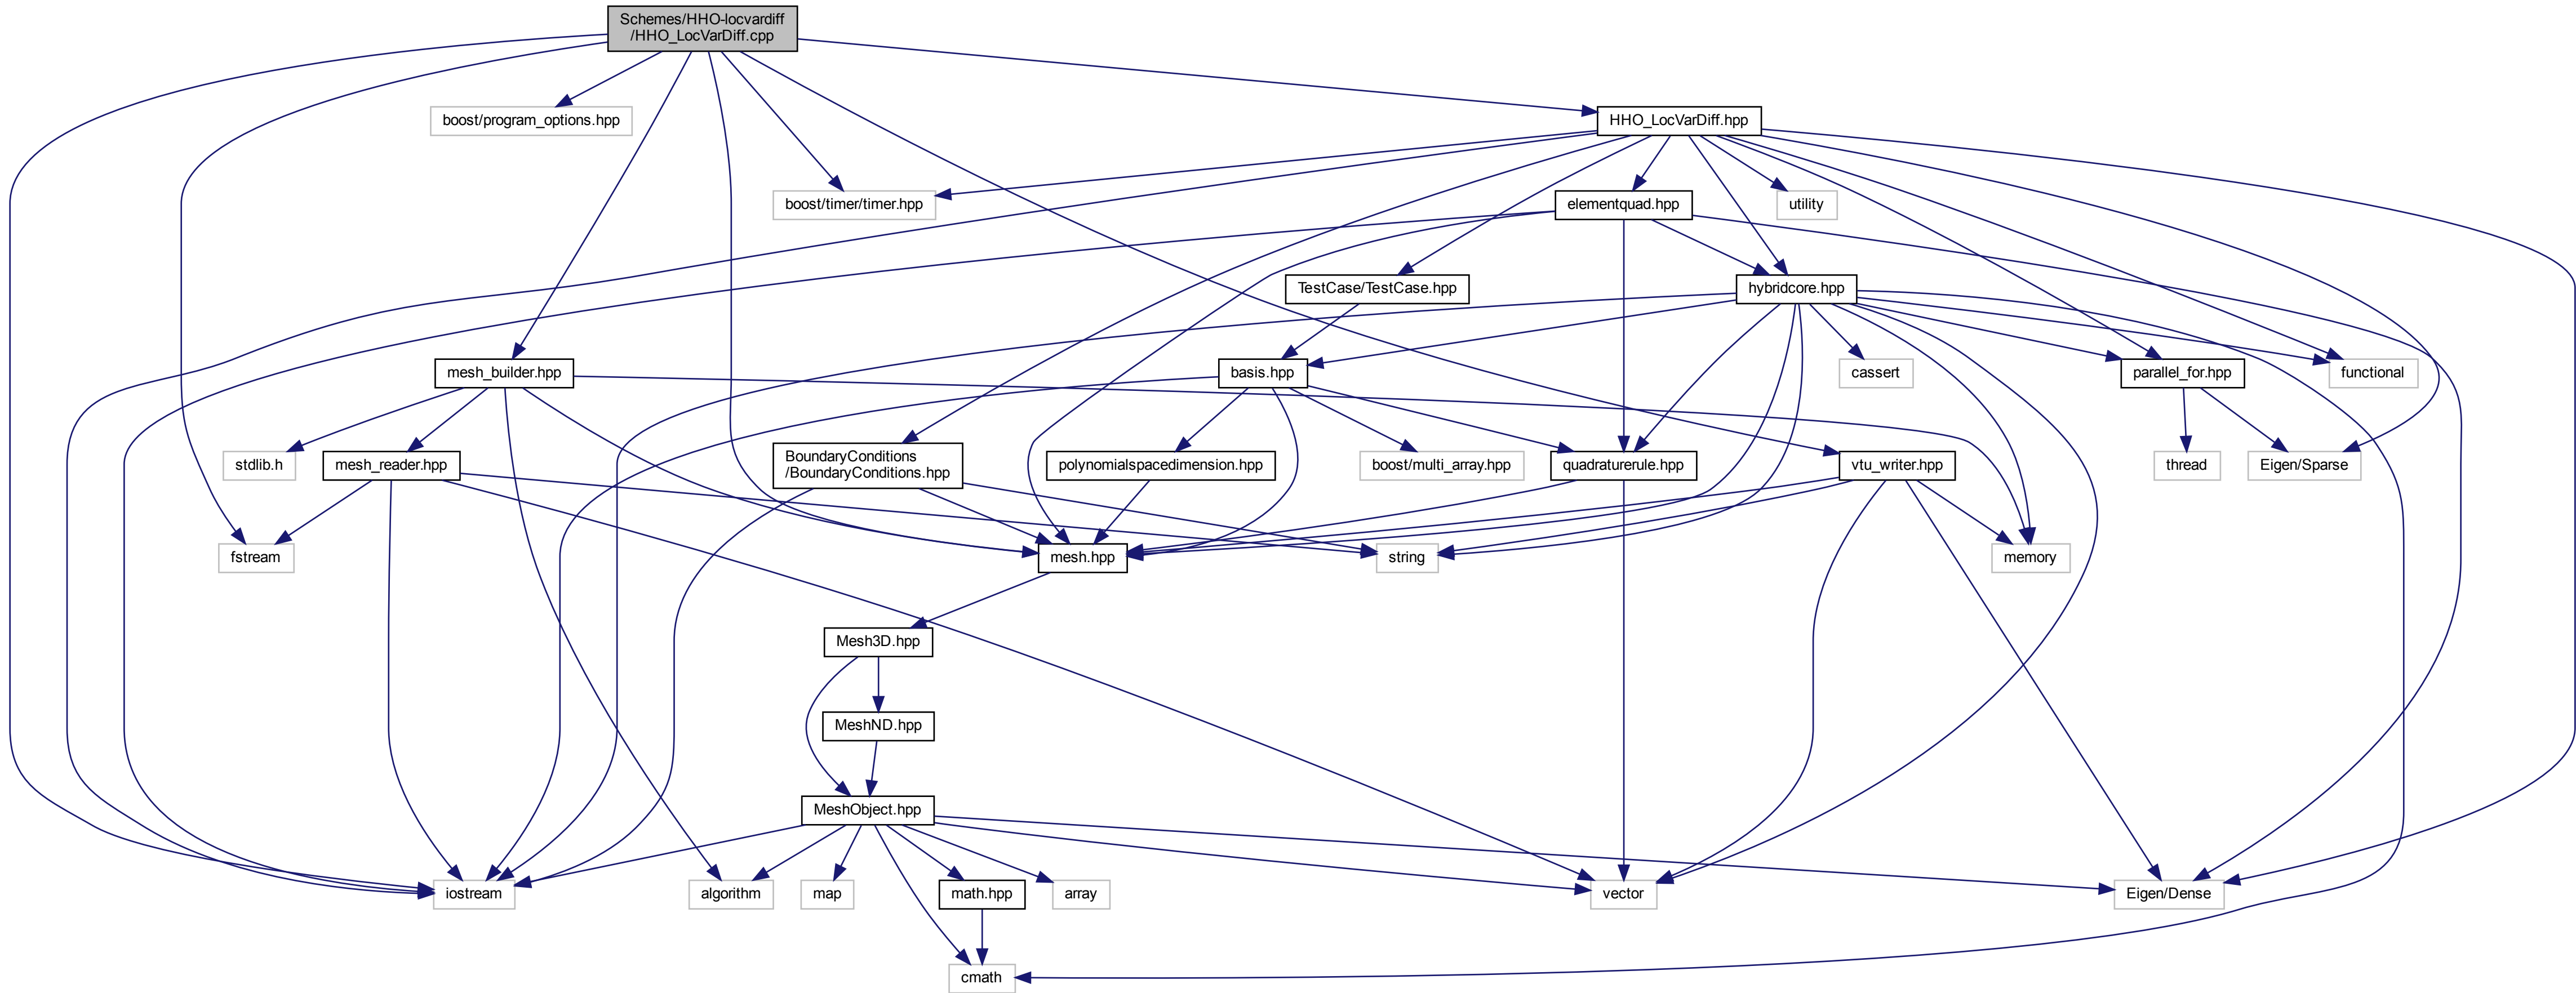 Schemes/HHO-locvardiff
/HHO_LocVarDiff.cpp
boost/program_options.hpp
HHO_LocVarDiff.hpp
boost/timer/timer.hpp
elementquad.hpp
utility
TestCase/TestCase.hpp
hybridcore.hpp
mesh_builder.hpp
basis.hpp
cassert
parallel_for.hpp
functional
stdlib.h
mesh_reader.hpp
BoundaryConditions
/BoundaryConditions.hpp
polynomialspacedimension.hpp
boost/multi_array.hpp
quadraturerule.hpp
vtu_writer.hpp
thread
Eigen/Sparse
fstream
mesh.hpp
string
memory
Mesh3D.hpp
MeshND.hpp
MeshObject.hpp
iostream
algorithm
map
math.hpp
array
vector
Eigen/Dense
cmath